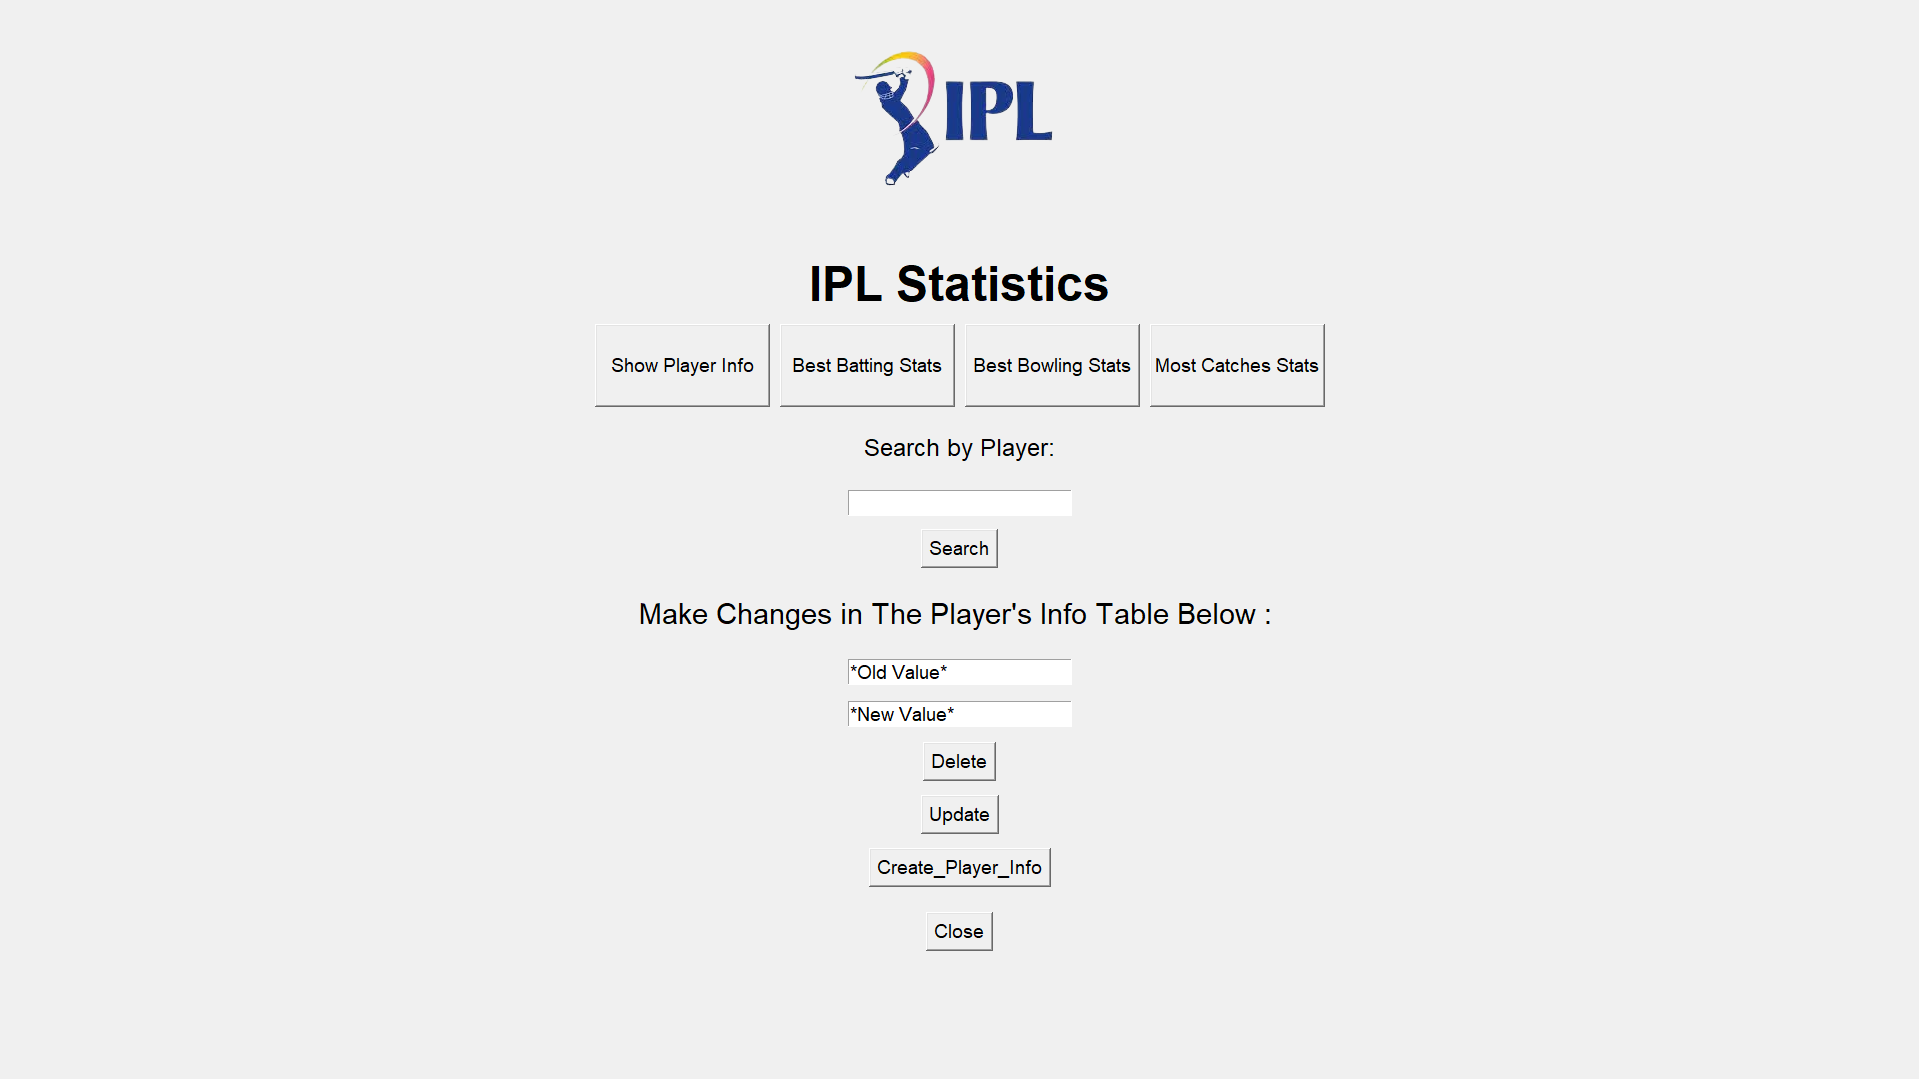 IPL
IPL Statistics
Show Player Info Best Batting Stats Best Bowling Stats Most Catches Stats
Search by Player:
Search
Make Changes in The Player's Info Table Below :
*Old Value*
*New Value*
Delete
Update
Create_Player_Info
Close